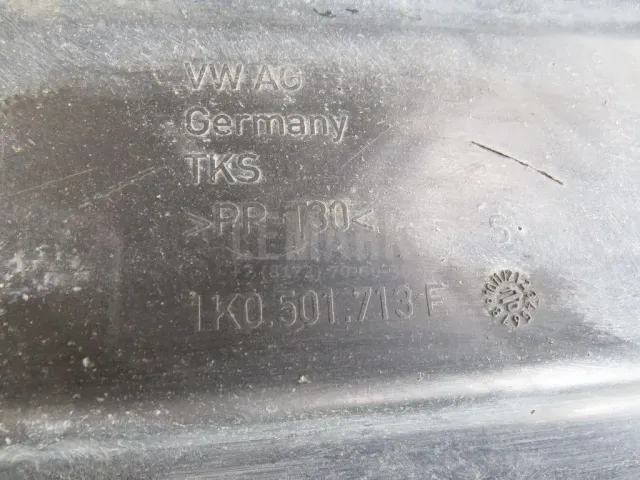 VW AG
Germany
TKS
>PP-T30<
S
1K0.501.713 F